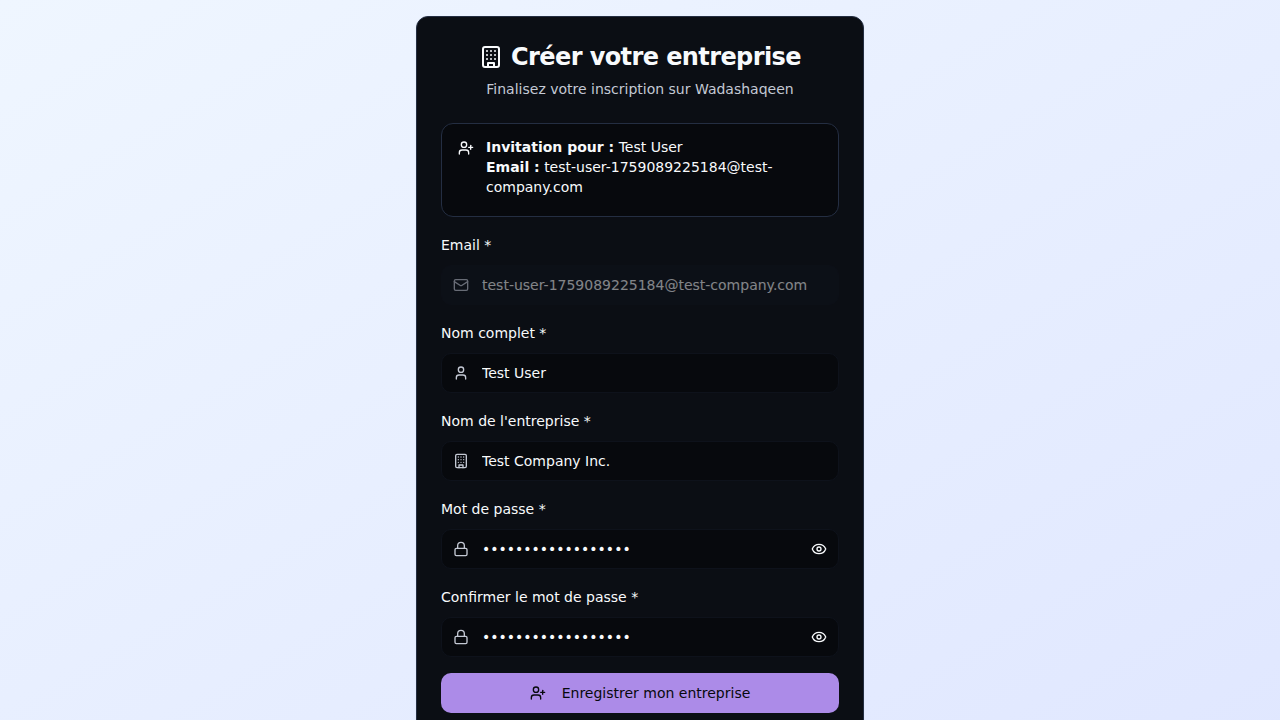 Créer votre entreprise
Finalisez votre inscription sur Wadashaqeen
Invitation pour : Test User
Email : test-user-1759089225184@test-
company.com
Email *
test-user-1759089225184@test-company.com
Nom complet *
Test User
Nom de l'entreprise *
Test Company Inc.
Mot de passe *
••••••••••••••••••
Confirmer le mot de passe *
••••••••••••••••••
Enregistrer mon entreprise